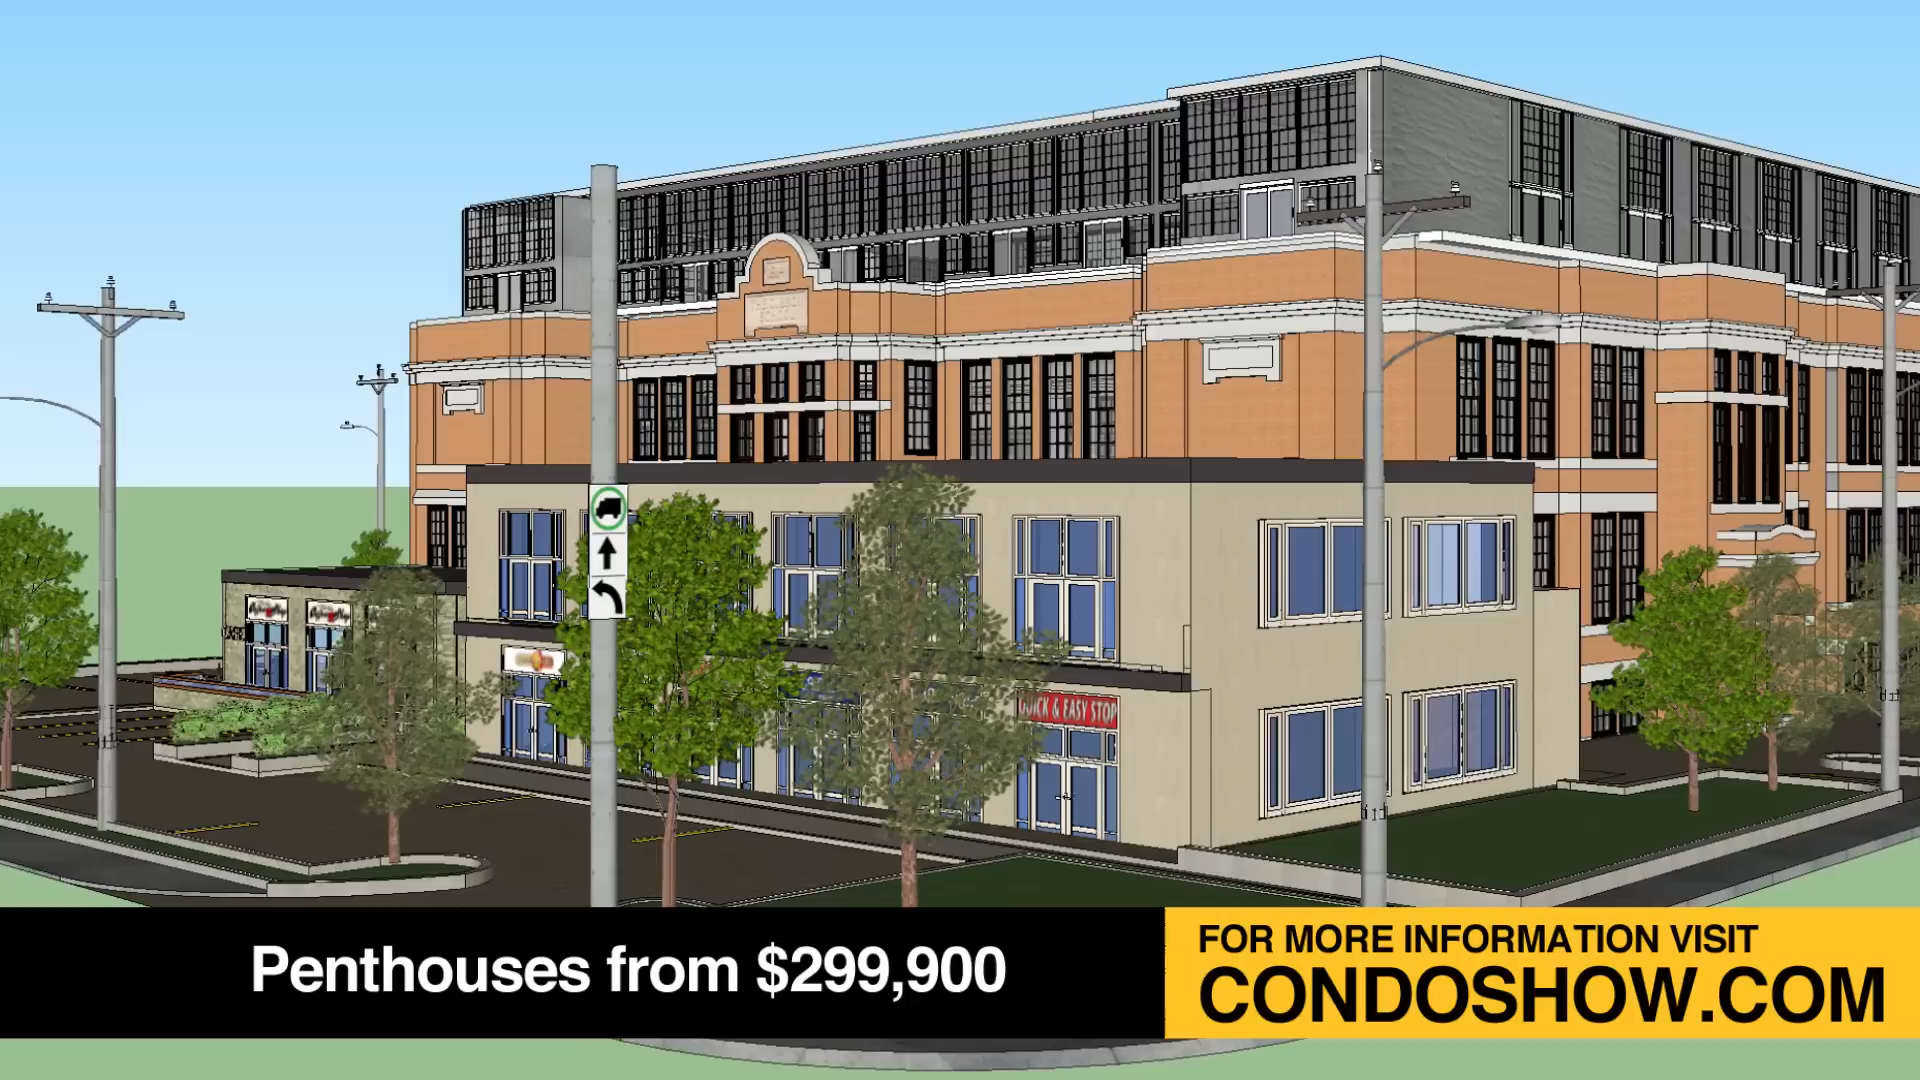 QUICK & EASY STOP
Penthouses from $299,900
FOR MORE INFORMATION VISIT
CONDOSHOW.COM